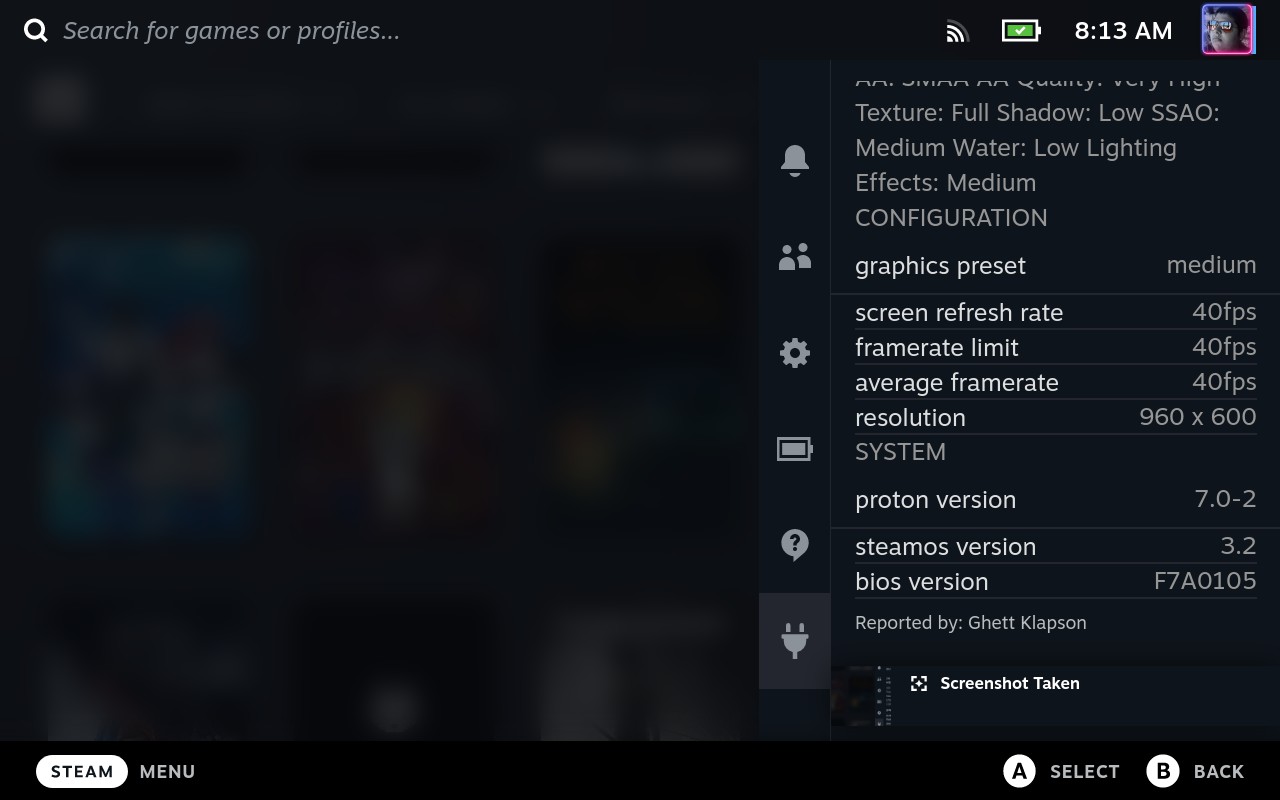 Search for games or profiles...
8:13 AM
AA: SMAA AA Quality: Very High
Texture: Full Shadow: Low SSAO:
Medium Water: Low Lighting
Effects: Medium
CONFIGURATION
graphics preset medium
screen refresh rate 40fps
framerate limit 40fps
average framerate 40fps
resolution 960 x 600
SYSTEM
proton version 7.0-2
steamos version 3.2
bios version F7A0105
Reported by: Ghett Klapson
Screenshot Taken
STEAM MENU
A SELECT B BACK